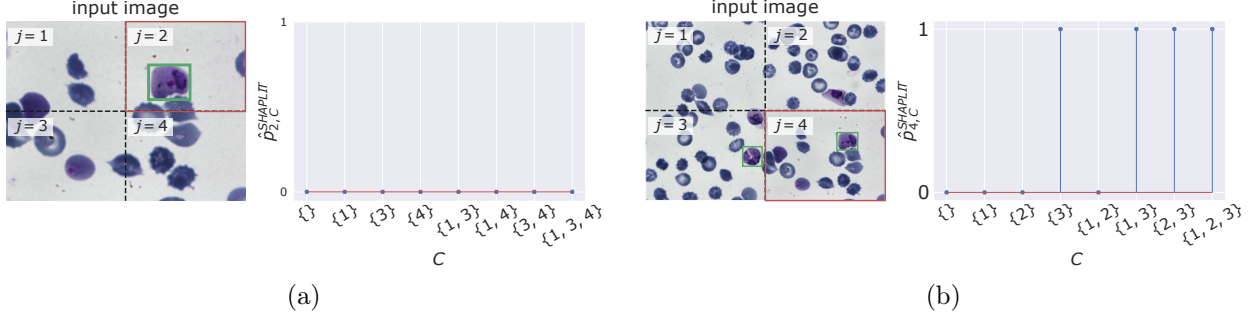 input image
j = 1
j = 2
j = 3
j = 4
1
0
p̂^SHAPLIT_2,C
{}
{1}
{3}
{4}
{1, 3}
{1, 4}
{3, 4}
{1, 3, 4}
C
(a)
input image
j = 1
j = 2
j = 3
j = 4
1
0
p̂^SHAPLIT_4,C
{}
{1}
{2}
{3}
{1, 2}
{1, 3}
{2, 3}
{1, 2, 3}
C
(b)